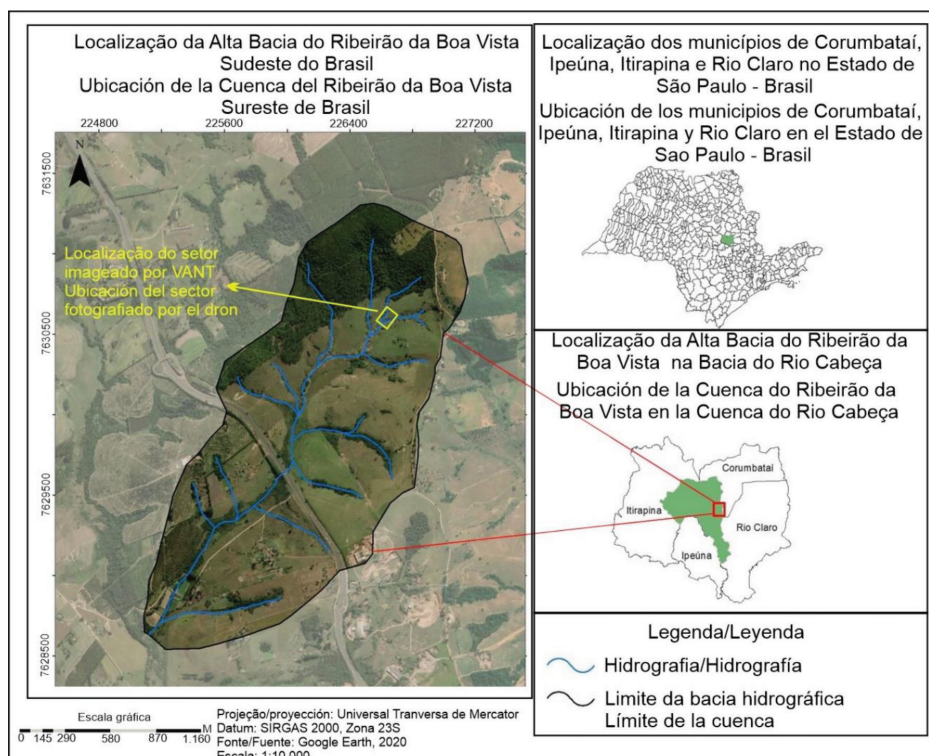 Localização da Alta Bacia do Ribeirão da Boa Vista
Sudeste do Brasil
Ubicación de la Cuenca del Ribeirão da Boa Vista
Sureste de Brasil
224800
225600
226400
227200
7631500
7630500
7629500
7628500
N
Localização do setor
imageado por VANT
Ubicación del sector
fotografiado por el dron
Escala gráfica
M
0 145 290 580 870 1.160
Projeção/proyección: Universal Tranversa de Mercator
Datum: SIRGAS 2000, Zona 23S
Fonte/Fuente: Google Earth, 2020
Escala: 1:10.000
Localização dos municípios de Corumbataí,
Ipeúna, Itirapina e Rio Claro no Estado de
São Paulo - Brasil
Ubicación de los municipios de Corumbataí,
Ipeúna, Itirapina y Rio Claro en el Estado de
Sao Paulo - Brasil
Localização da Alta Bacia do Ribeirão da
Boa Vista na Bacia do Rio Cabeça
Ubicación de la Cuenca do Ribeirão da
Boa Vista en la Cuenca do Rio Cabeça
Corumbataí
Itirapina
Rio Claro
Ipeúna
Legenda/Leyenda
Hidrografia/Hidrografía
Limite da bacia hidrográfica
Límite de la cuenca